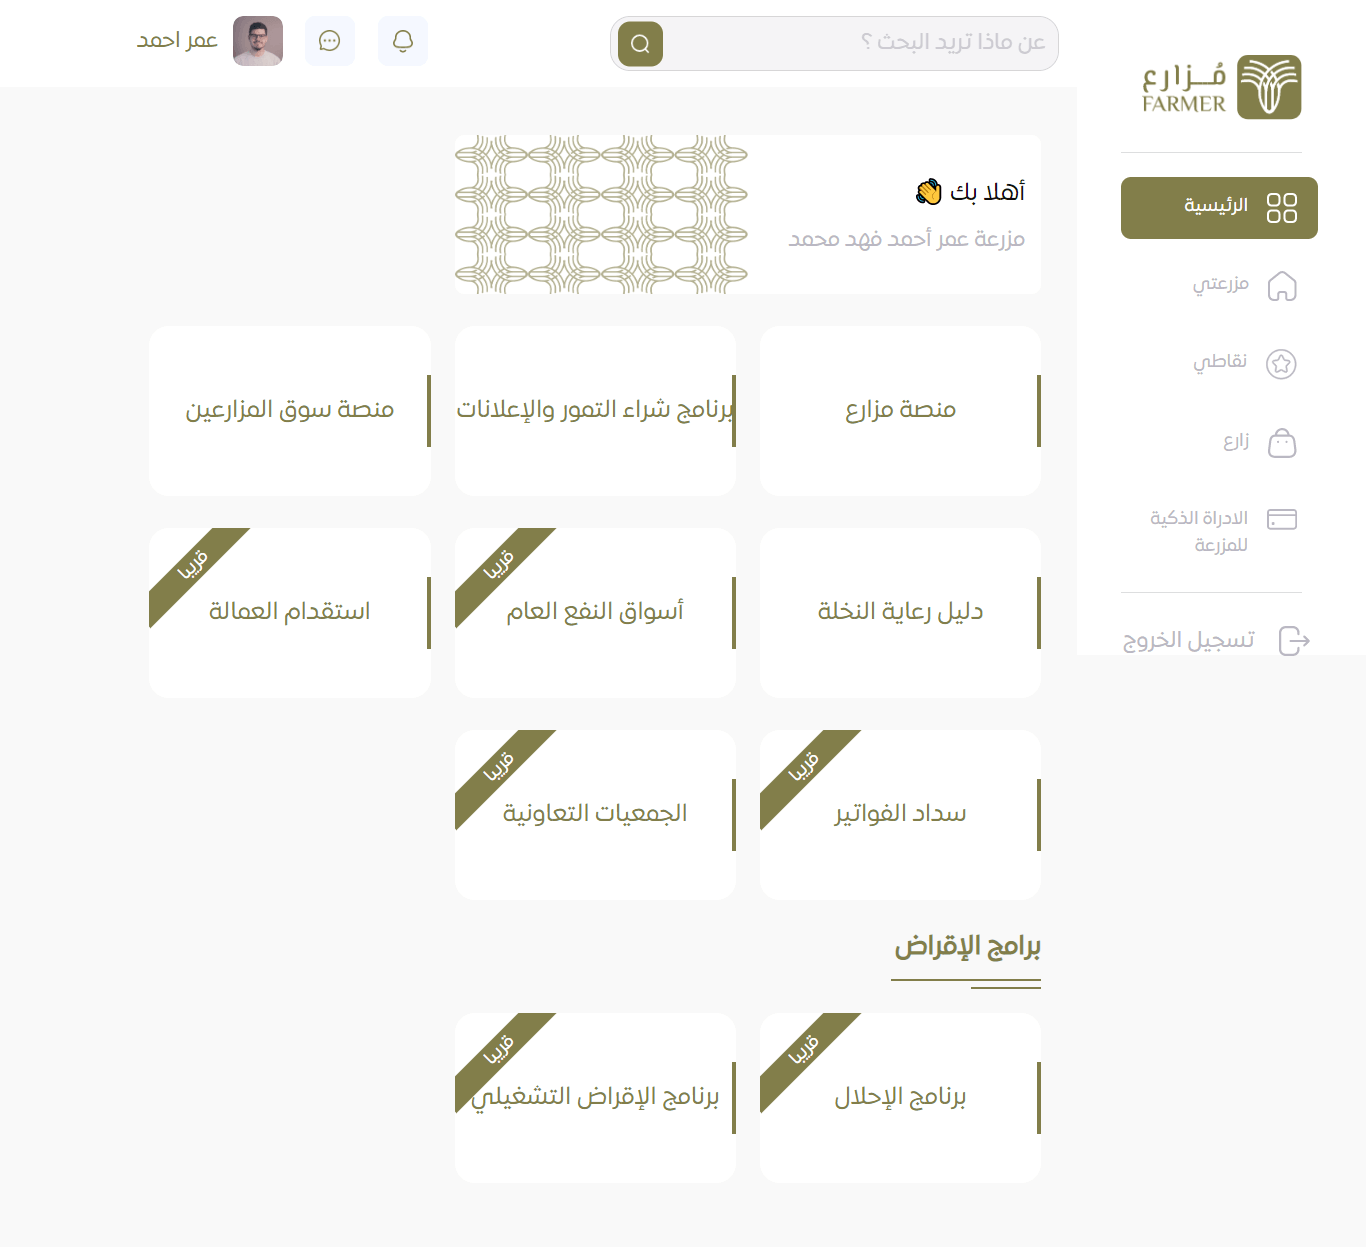 مُـزارع
FARMER
الرئيسية
مزرعتي
نقاطي
زارع
الادراة الذكية
للمزرعة
تسجيل الخروج
عن ماذا تريد البحث ؟
عمر احمد
أهلا بك 👋
مزرعة عمر أحمد فهد محمد
منصة مزارع
برنامج شراء التمور والإعلانات
منصة سوق المزارعين
دليل رعاية النخلة
قريبا
أسواق النفع العام
قريبا
استقدام العمالة
قريبا
سداد الفواتير
قريبا
الجمعيات التعاونية
برامج الإقراض
قريبا
برنامج الإحلال
قريبا
برنامج الإقراض التشغيلي